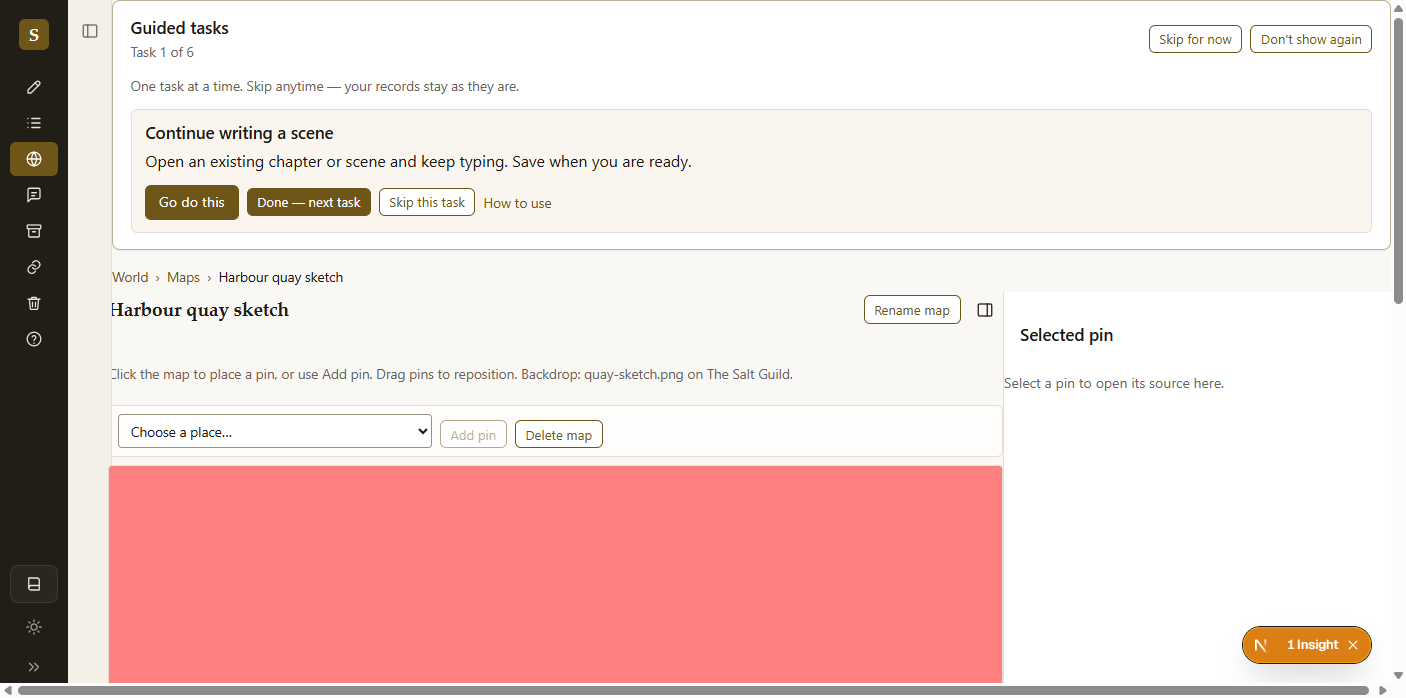 S
Guided tasks
Task 1 of 6
Skip for now
Don't show again
One task at a time. Skip anytime — your records stay as they are.
Continue writing a scene
Open an existing chapter or scene and keep typing. Save when you are ready.
Go do this
Done — next task
Skip this task
How to use
World › Maps › Harbour quay sketch
Harbour quay sketch
Rename map
Selected pin
Click the map to place a pin, or use Add pin. Drag pins to reposition. Backdrop: quay-sketch.png on The Salt Guild.
Select a pin to open its source here.
Choose a place...
Add pin
Delete map
N
1 Insight